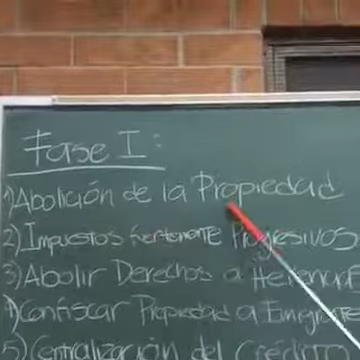 Fase I:
1) Abolición de la Propiedad
2) Impuestos fuertemente Progresivos
3) Abolir Derechos a Herencia
4) Confiscar Propiedad a Emigrante
5) Centralización del Crédito